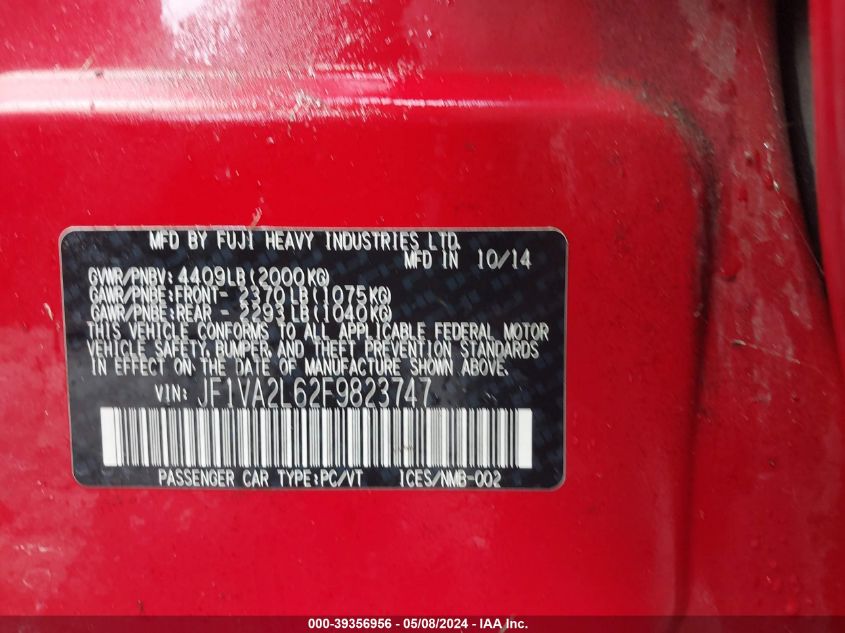 MFD BY FUJI HEAVY INDUSTRIES LTD.
MFD IN 10/14
GVWR/PNBV: 4409LB(2000KG)
GAWR/PNBE:FRONT- 2370LB(1075KG)
GAWR/PNBE:REAR - 2293LB(1040KG)
THIS VEHICLE CONFORMS TO ALL APPLICABLE FEDERAL MOTOR
VEHICLE SAFETY, BUMPER, AND THEFT PREVENTION STANDARDS
IN EFFECT ON THE DATE OF MANUFACTURE SHOWN ABOVE.
VIN: JF1VA2L62F9823747
PASSENGER CAR TYPE:PC/VT ICES/NMB-002
000-39356956 - 05/08/2024 - IAA Inc.